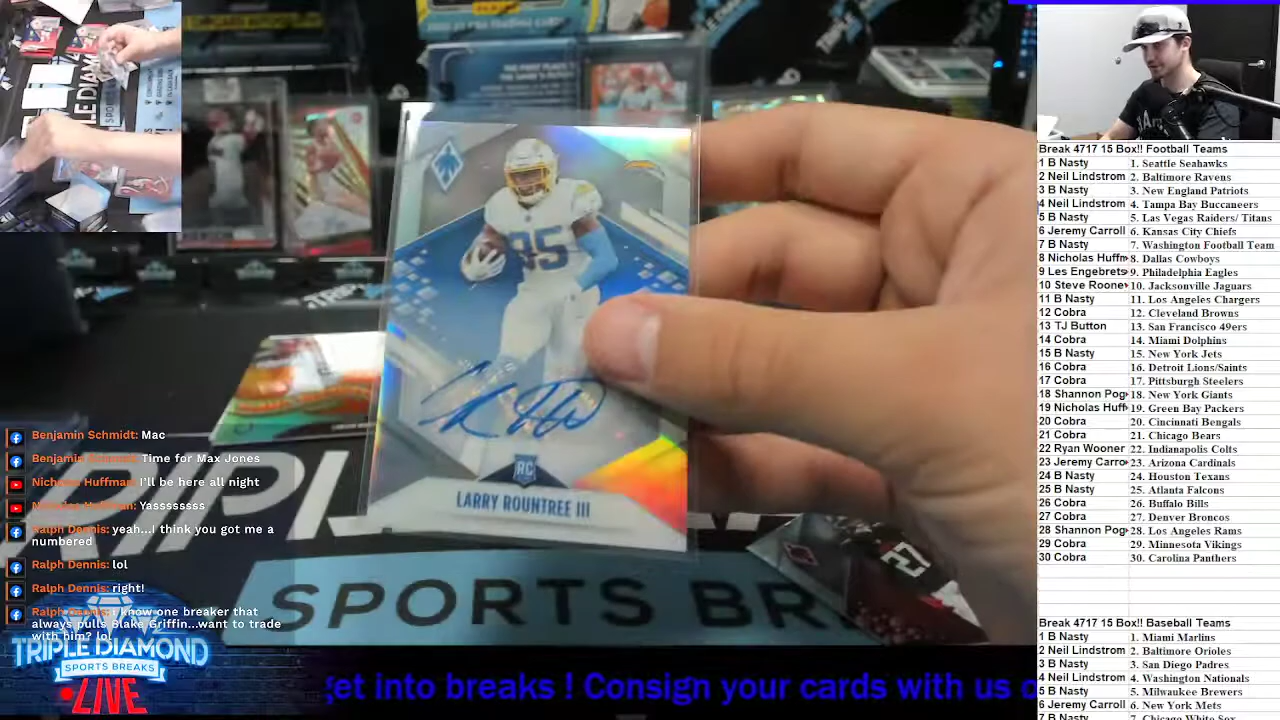 35
RC
LARRY ROUNTREE III
27
SPORTS BR
Benjamin Schmidt: Mac
Time for Max Jones
Nicholas Huffman: I'll be here all night
Yasssssss
Ralph Dennis: yeah...I think you got me a
numbered
Ralph Dennis: lol
Ralph Dennis: right!
I know one breaker that
always pulls Blake Griffin...want to trade
with him? lol
TRIPLE DIAMOND
SPORTS BREAKS
LIVE
get into breaks ! Consign your cards with us o
Break 4717 15 Box!! Football Teams
1 B Nasty 1. Seattle Seahawks
2 Neil Lindstrom 2. Baltimore Ravens
3 B Nasty 3. New England Patriots
4 Neil Lindstrom 4. Tampa Bay Buccaneers
5 B Nasty 5. Las Vegas Raiders/ Titans
6 Jeremy Carroll 6. Kansas City Chiefs
7 B Nasty 7. Washington Football Team
8 Nicholas Huffm 8. Dallas Cowboys
9 Les Engebrets 9. Philadelphia Eagles
10 Steve Roone 10. Jacksonville Jaguars
11 B Nasty 11. Los Angeles Chargers
12 Cobra 12. Cleveland Browns
13 TJ Button 13. San Francisco 49ers
14 Cobra 14. Miami Dolphins
15 B Nasty 15. New York Jets
16 Cobra 16. Detroit Lions/Saints
17 Cobra 17. Pittsburgh Steelers
18 Shannon Pog 18. New York Giants
19 Nicholas Huff 19. Green Bay Packers
20 Cobra 20. Cincinnati Bengals
21 Cobra 21. Chicago Bears
22 Ryan Wooner 22. Indianapolis Colts
23 Jeremy Carro 23. Arizona Cardinals
24 B Nasty 24. Houston Texans
25 B Nasty 25. Atlanta Falcons
26 Cobra 26. Buffalo Bills
27 Cobra 27. Denver Broncos
28 Shannon Pog 28. Los Angeles Rams
29 Cobra 29. Minnesota Vikings
30 Cobra 30. Carolina Panthers
Break 4717 15 Box!! Baseball Teams
1 B Nasty 1. Miami Marlins
2 Neil Lindstrom 2. Baltimore Orioles
3 B Nasty 3. San Diego Padres
4 Neil Lindstrom 4. Washington Nationals
5 B Nasty 5. Milwaukee Brewers
6 Jeremy Carroll 6. New York Mets
7 B Nasty 7. Chicago White Sox